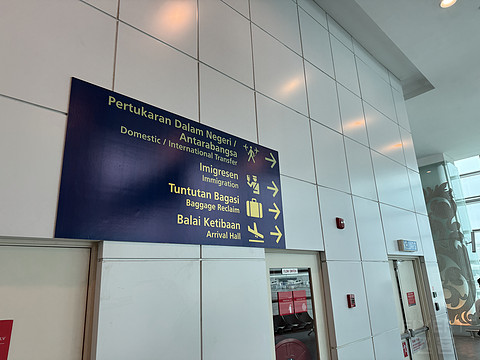 Pertukaran Dalam Negeri /
Antarabangsa
Domestic / International Transfer
Imigresen
Immigration
Tuntutan Bagasi
Baggage Reclaim
Balai Ketibaan
Arrival Hall